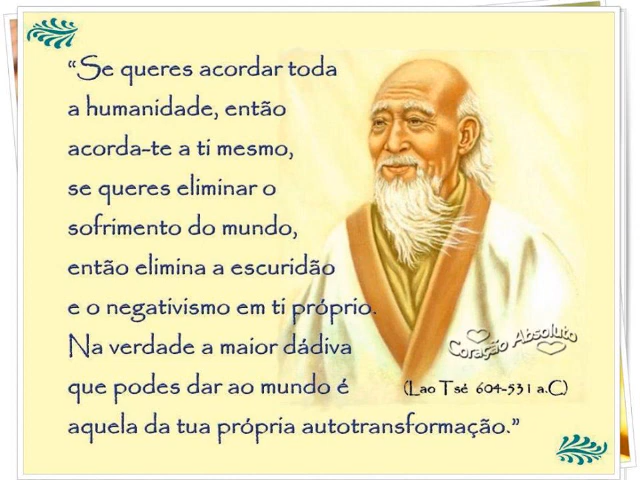 “Se queres acordar toda
a humanidade, então
acorda-te a ti mesmo,
se queres eliminar o
sofrimento do mundo,
então elimina a escuridão
e o negativismo em ti próprio.
Na verdade a maior dádiva
que podes dar ao mundo é
aquela da tua própria autotransformação.”
(Lao Tsé 604-531 a.C)
Coração Absoluto